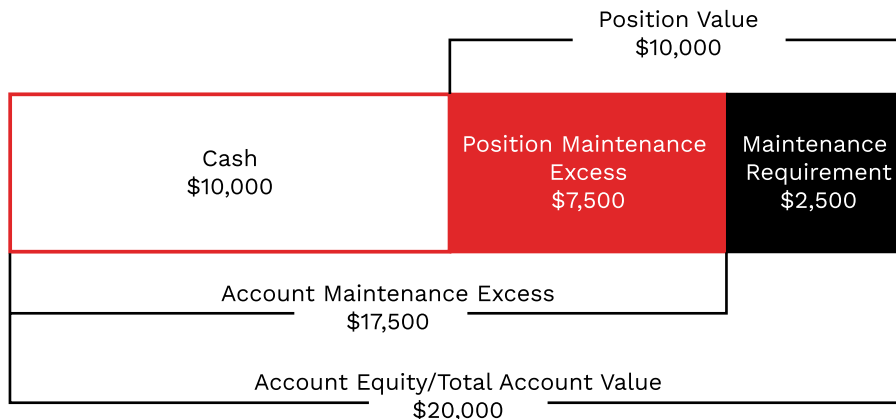 Position Value
$10,000
Cash
$10,000
Position Maintenance
Excess
$7,500
Maintenance
Requirement
$2,500
Account Maintenance Excess
$17,500
Account Equity/Total Account Value
$20,000